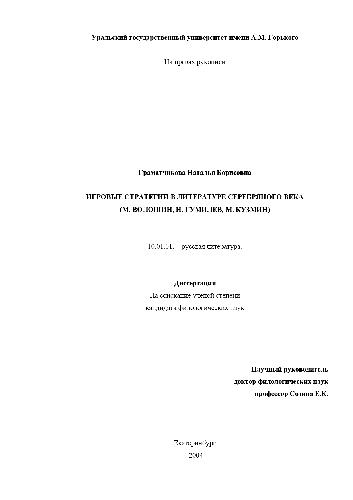 Уральский государственный университет имени А.М. Горького
На правах рукописи
Граматчикова Наталья Борисовна
ИГРОВЫЕ СТРАТЕГИИ В ЛИТЕРАТУРЕ СЕРЕБРЯНОГО ВЕКА
(М. ВОЛОШИН, Н. ГУМИЛЕВ, М. КУЗМИН)
10.01.01. – русская литература.
Диссертация
На соискание ученой степени
кандидата филологических наук
Научный руководитель
доктор филологических наук
профессор Созина Е.К.
Екатеринбург
2004